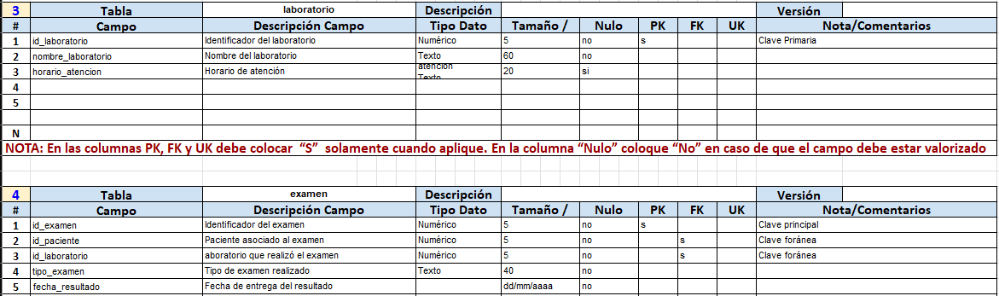 3 Tabla laboratorio Descripción Versión
# Campo Descripción Campo Tipo Dato Tamaño / Nulo PK FK UK Nota/Comentarios
1 id_laboratorio Identificador del laboratorio Numérico 5 no s Clave Primaria
2 nombre_laboratorio Nombre del laboratorio Texto 60 no
3 horario_atencion Horario de atención atención Texto 20 si
4
5
N
NOTA: En las columnas PK, FK y UK debe colocar “S” solamente cuando aplique. En la columna “Nulo” coloque “No” en caso de que el campo debe estar valorizado
4 Tabla examen Descripción Versión
# Campo Descripción Campo Tipo Dato Tamaño / Nulo PK FK UK Nota/Comentarios
1 id_examen Identificador del examen Numérico 5 no s Clave principal
2 id_paciente Paciente asociado al examen Numérico 5 no s Clave foránea
3 id_laboratorio aboratorio que realizó el examen Numérico 5 no s Clave foránea
4 tipo_examen Tipo de examen realizado Texto 40 no
5 fecha_resultado Fecha de entrega del resultado dd/mm/aaaa no